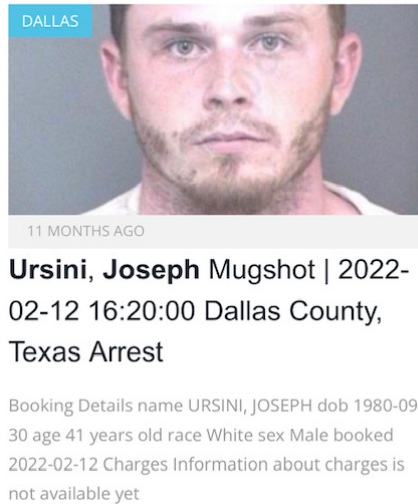 DALLAS
11 MONTHS AGO
Ursini, Joseph Mugshot | 2022-
02-12 16:20:00 Dallas County,
Texas Arrest
Booking Details name URSINI, JOSEPH dob 1980-09
30 age 41 years old race White sex Male booked
2022-02-12 Charges Information about charges is
not available yet